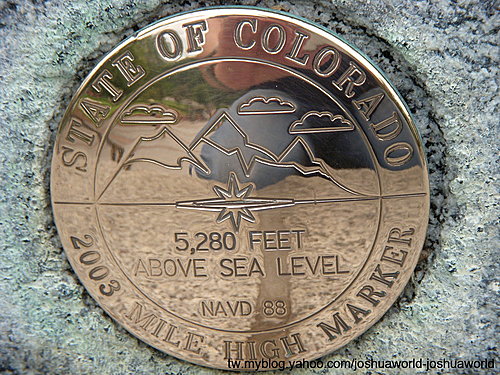 STATE OF COLORADO
5,280 FEET
ABOVE SEA LEVEL
NAVD 88
2003 MILE HIGH MARKER
tw.myblog.yahoo.com/joshuaworld-joshuaworld